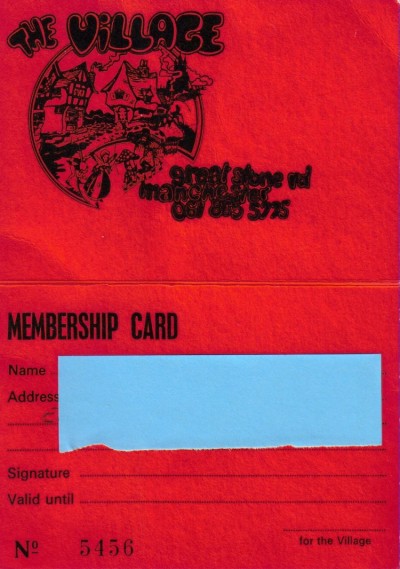 THE VILLAGE
great stone rd
manchester
061 865 5775
MEMBERSHIP CARD
Name
Address
Signature
Valid until
for the Village
Nº 5456